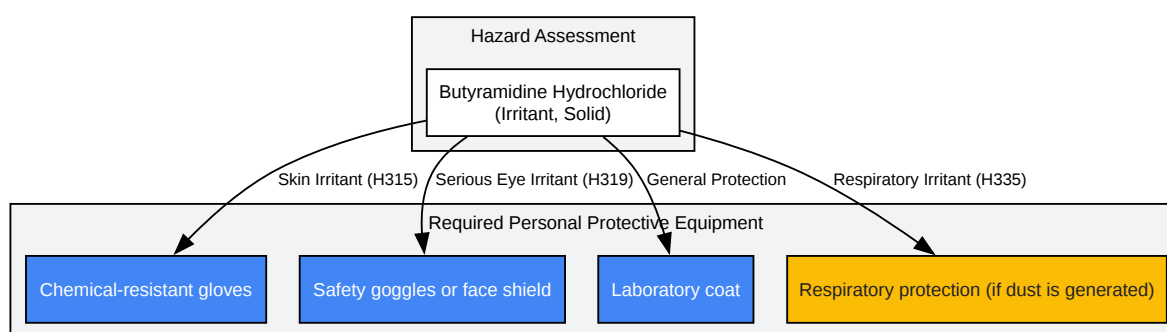 Hazard Assessment
Butyramidine Hydrochloride
(Irritant, Solid)
Skin Irritant (H315)
Serious Eye Irritant (H319)
General Protection
Respiratory Irritant (H335)
Required Personal Protective Equipment
Chemical-resistant gloves
Safety goggles or face shield
Laboratory coat
Respiratory protection (if dust is generated)